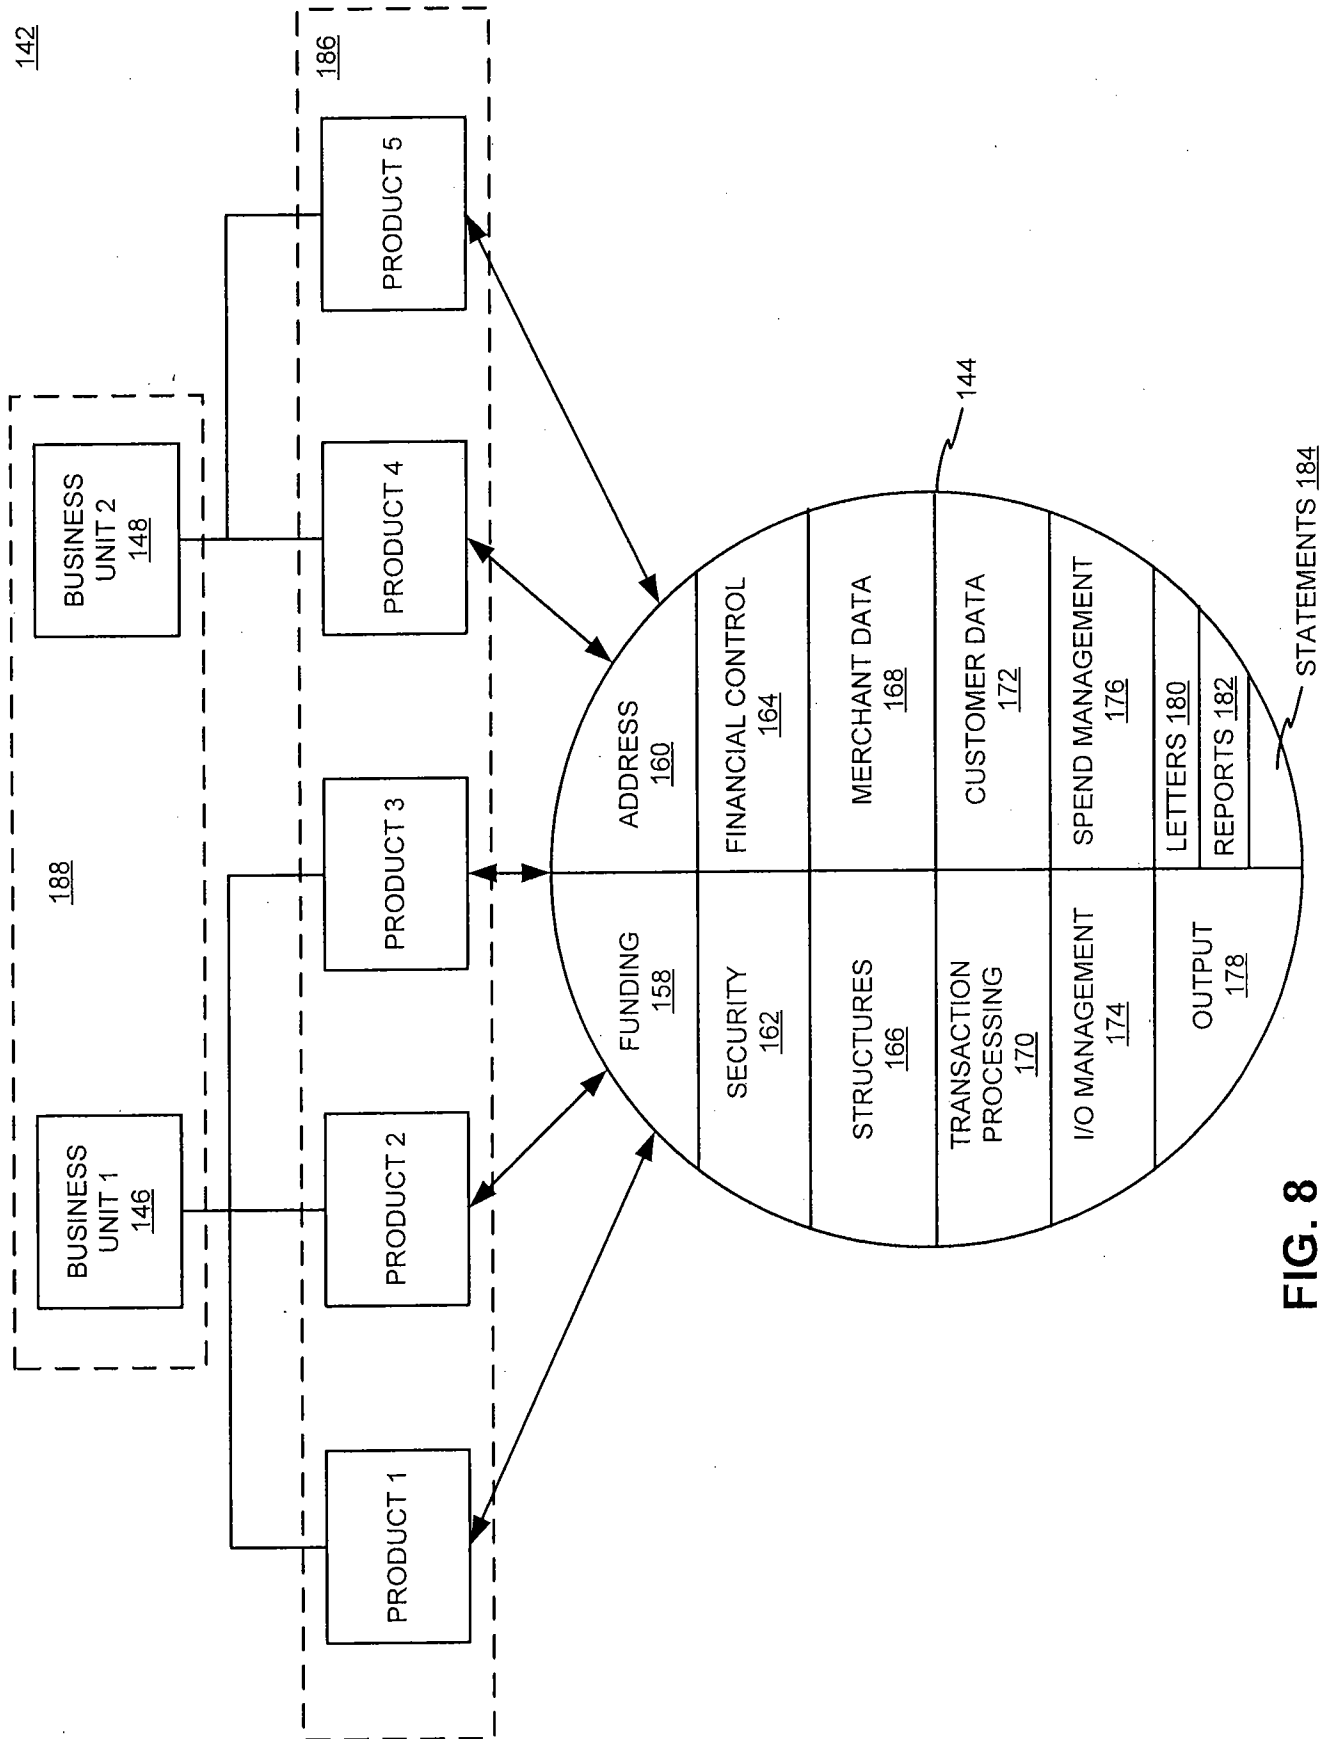 142
188
BUSINESS
UNIT 1
146
BUSINESS
UNIT 2
148
186
PRODUCT 1
PRODUCT 2
PRODUCT 3
PRODUCT 4
PRODUCT 5
144
FUNDING
158
ADDRESS
160
SECURITY
162
FINANCIAL CONTROL
164
STRUCTURES
166
MERCHANT DATA
168
TRANSACTION
PROCESSING
170
CUSTOMER DATA
172
I/O MANAGEMENT
174
SPEND MANAGEMENT
176
OUTPUT
178
LETTERS 180
REPORTS 182
STATEMENTS 184
FIG. 8